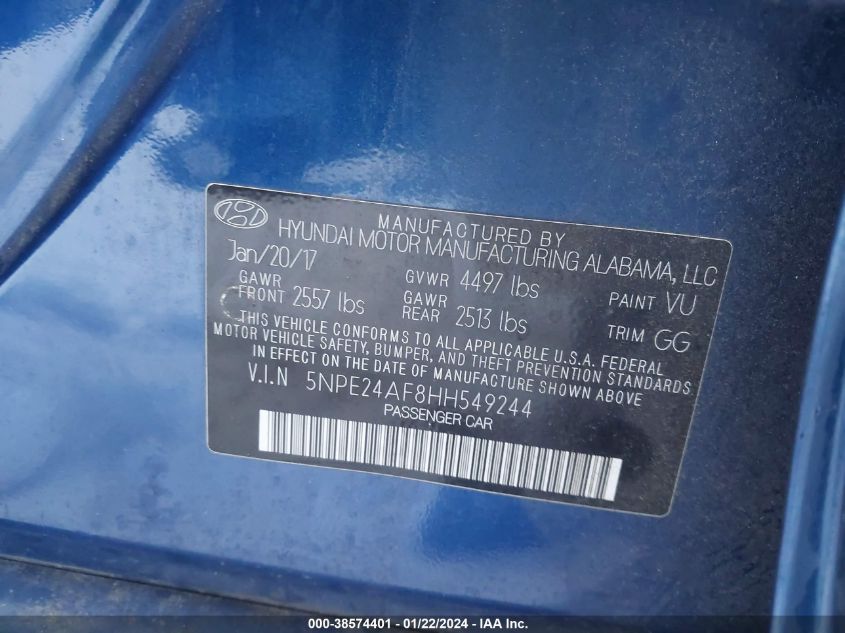 MANUFACTURED BY
HYUNDAI MOTOR MANUFACTURING ALABAMA, LLC
Jan/20/17
GVWR 4497 lbs
PAINT VU
GAWR FRONT 2557 lbs
GAWR REAR 2513 lbs
TRIM GG
THIS VEHICLE CONFORMS TO ALL APPLICABLE U.S.A. FEDERAL
MOTOR VEHICLE SAFETY, BUMPER, AND THEFT PREVENTION STANDARDS
IN EFFECT ON THE DATE OF MANUFACTURE SHOWN ABOVE
V.I.N 5NPE24AF8HH549244
PASSENGER CAR
000-38574401 - 01/22/2024 - IAA Inc.